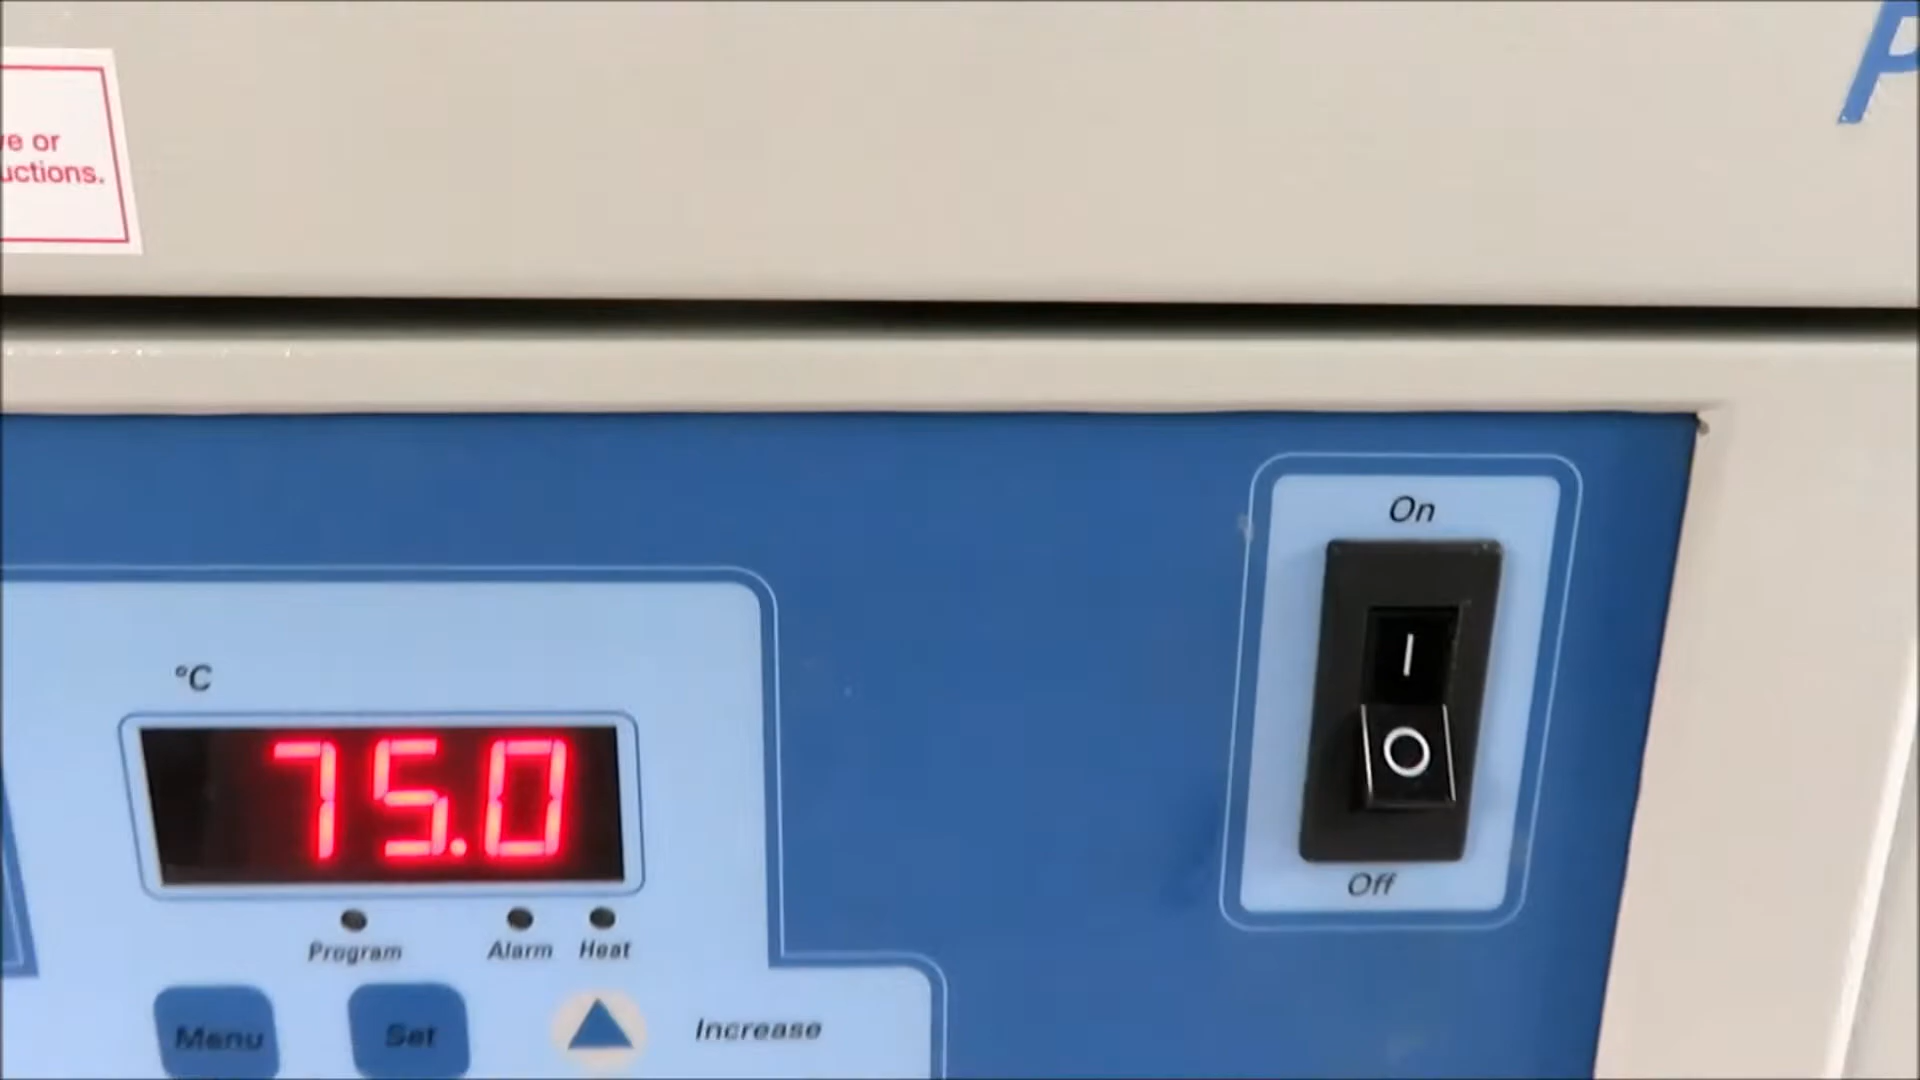 ve or
uctions.
On
I
O
Off
°C
75.0
Program Alarm Heat
Menu Set Increase